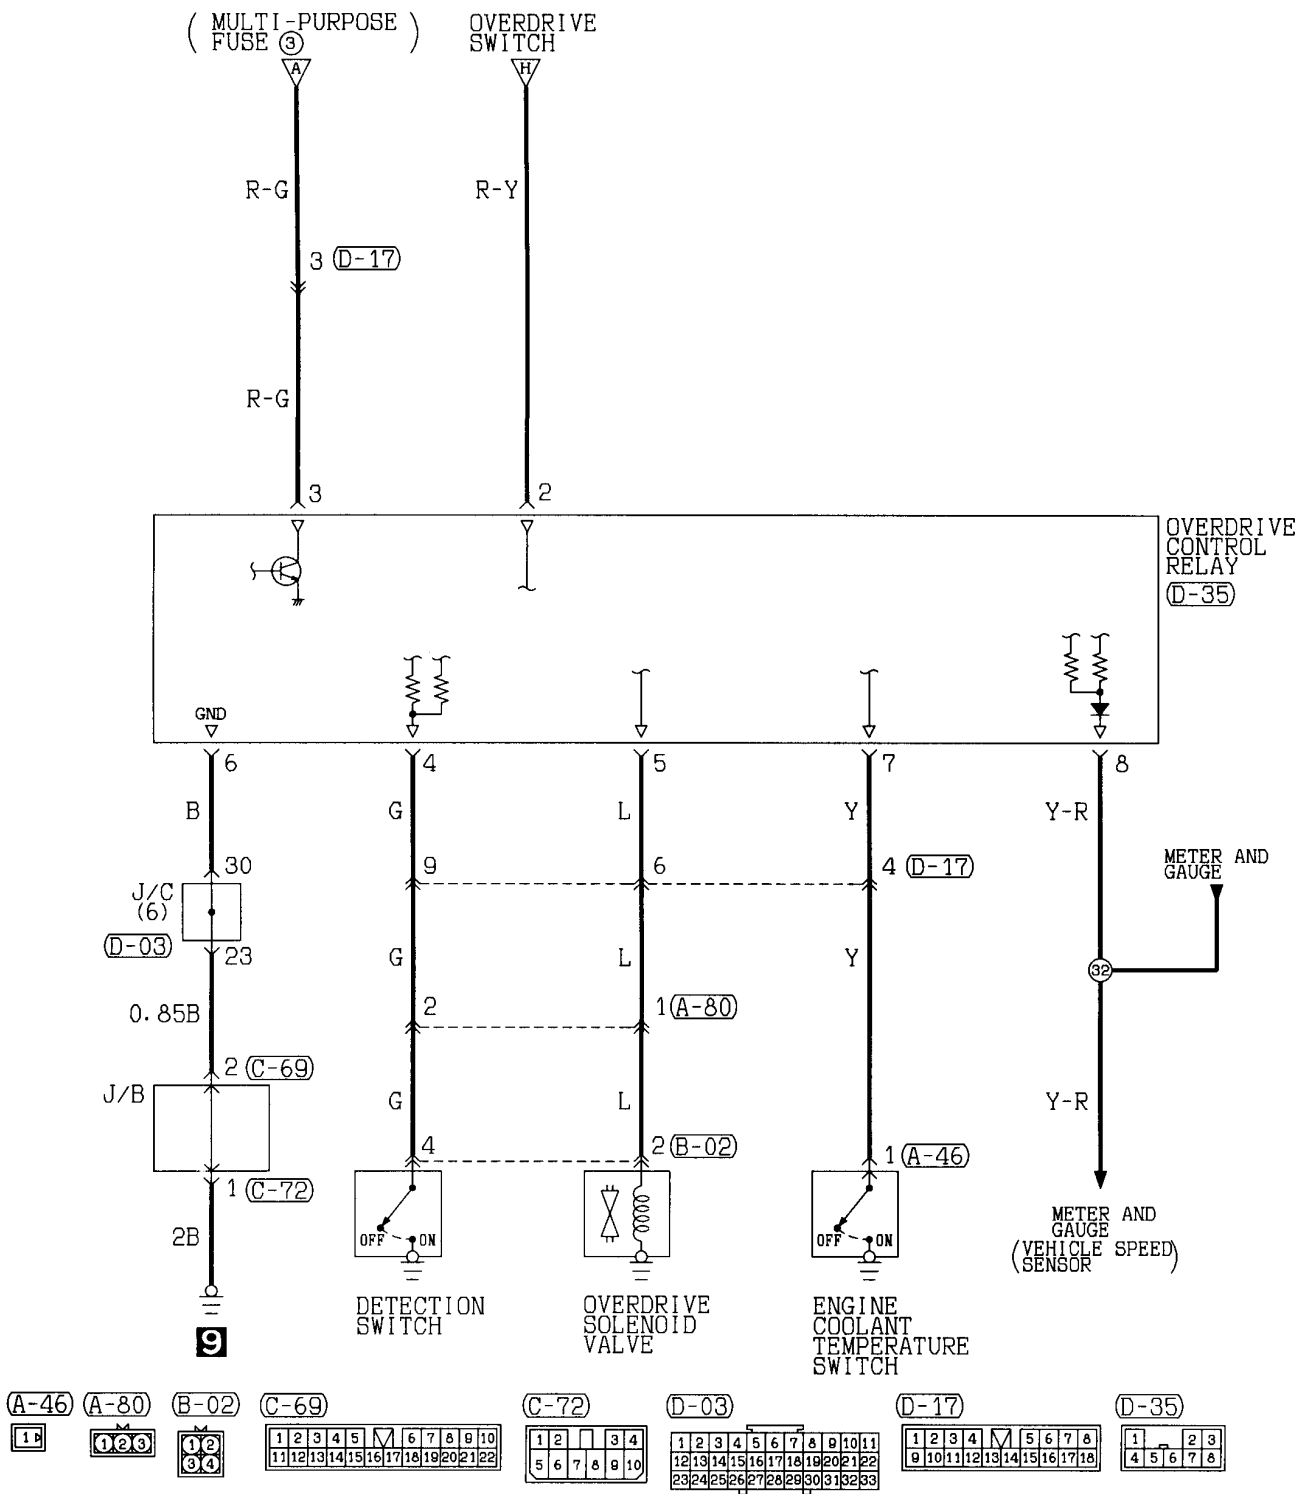 ( MULTI-PURPOSE FUSE ③ )
OVERDRIVE
SWITCH
A
H
R-G
R-Y
3 (D-17)
R-G
3
2
OVERDRIVE
CONTROL
RELAY
(D-35)
GND
6
4
5
7
8
B
G
L
Y
Y-R
30
9
6
4 (D-17)
METER AND
GAUGE
J/C
(6)
(D-03)
23
G
L
Y
32
0.85B
2
1 (A-80)
2 (C-69)
J/B
G
L
Y-R
4
2 (B-02)
1 (A-46)
1 (C-72)
2B
OFF ON
OFF ON
METER AND
GAUGE
(VEHICLE SPEED
SENSOR)
9
DETECTION
SWITCH
OVERDRIVE
SOLENOID
VALVE
ENGINE
COOLANT
TEMPERATURE
SWITCH
(A-46) (A-80) (B-02) (C-69) (C-72) (D-03) (D-17) (D-35)
1
1 2 3
1 2
3 4
1 2 3 4 5 6 7 8 9 10
11 12 13 14 15 16 17 18 19 20 21 22
1 2 3 4
5 6 7 8 9 10
1 2 3 4 5 6 7 8 9 10 11
12 13 14 15 16 17 18 19 20 21 22
23 24 25 26 27 28 29 30 31 32 33
1 2 3 4 5 6 7 8
9 10 11 12 13 14 15 16 17 18
1 2 3
4 5 6 7 8